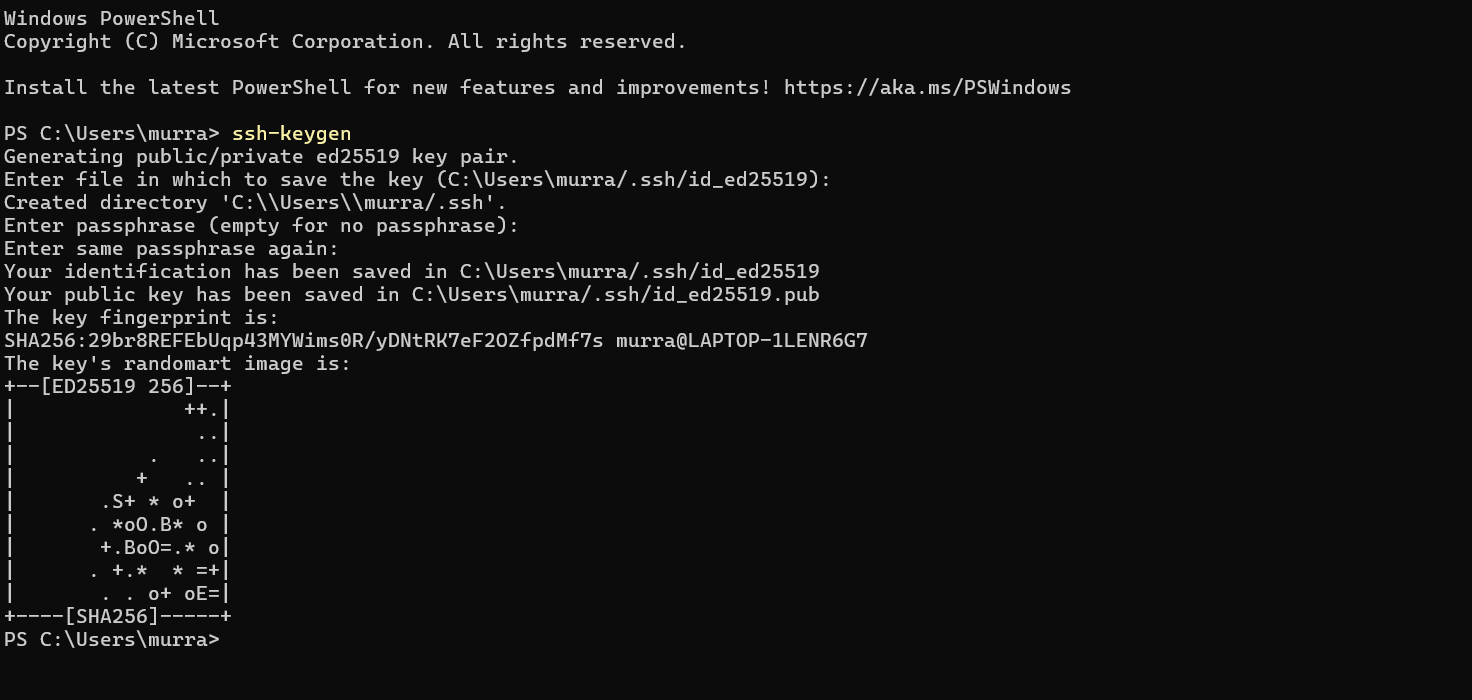 Windows PowerShell
Copyright (C) Microsoft Corporation. All rights reserved.
Install the latest PowerShell for new features and improvements! https://aka.ms/PSWindows
PS C:\Users\murra> ssh-keygen
Generating public/private ed25519 key pair.
Enter file in which to save the key (C:\Users\murra/.ssh/id_ed25519):
Created directory 'C:\\Users\\murra/.ssh'.
Enter passphrase (empty for no passphrase):
Enter same passphrase again:
Your identification has been saved in C:\Users\murra/.ssh/id_ed25519
Your public key has been saved in C:\Users\murra/.ssh/id_ed25519.pub
The key fingerprint is:
SHA256:29br8REFEbUqp43MYWims0R/yDNtRK7eF2OZfpdMf7s murra@LAPTOP-1LENR6G7
The key's randomart image is:
+--[ED25519 256]--+
|              ++.|
|               ..|
|           .   ..|
|          +   .. |
|       .S+ * o+  |
|      . *oO.B* o |
|       +.BoO=.* o|
|      . +.*  * =+|
|       . . o+ oE=|
+----[SHA256]-----+
PS C:\Users\murra>